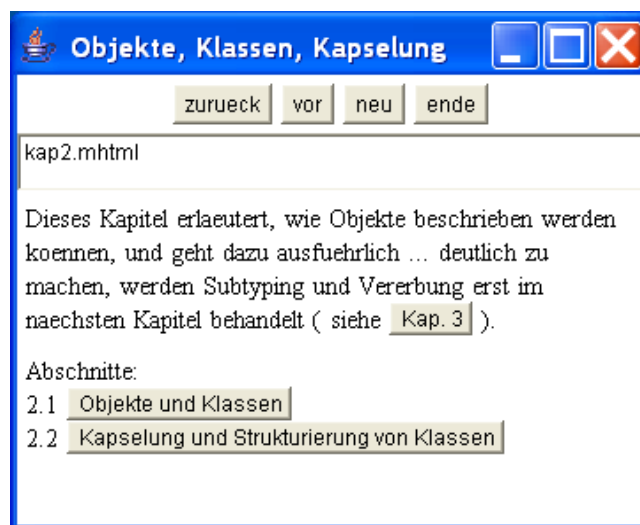 Objekte, Klassen, Kapselung
zurueck vor neu ende
kap2.mhtml
Dieses Kapitel erlaeutert, wie Objekte beschrieben werden
koennen, und geht dazu ausfuehrlich ... deutlich zu
machen, werden Subtyping und Vererbung erst im
naechsten Kapitel behandelt ( siehe Kap. 3 ).
Abschnitte:
2.1 Objekte und Klassen
2.2 Kapselung und Strukturierung von Klassen